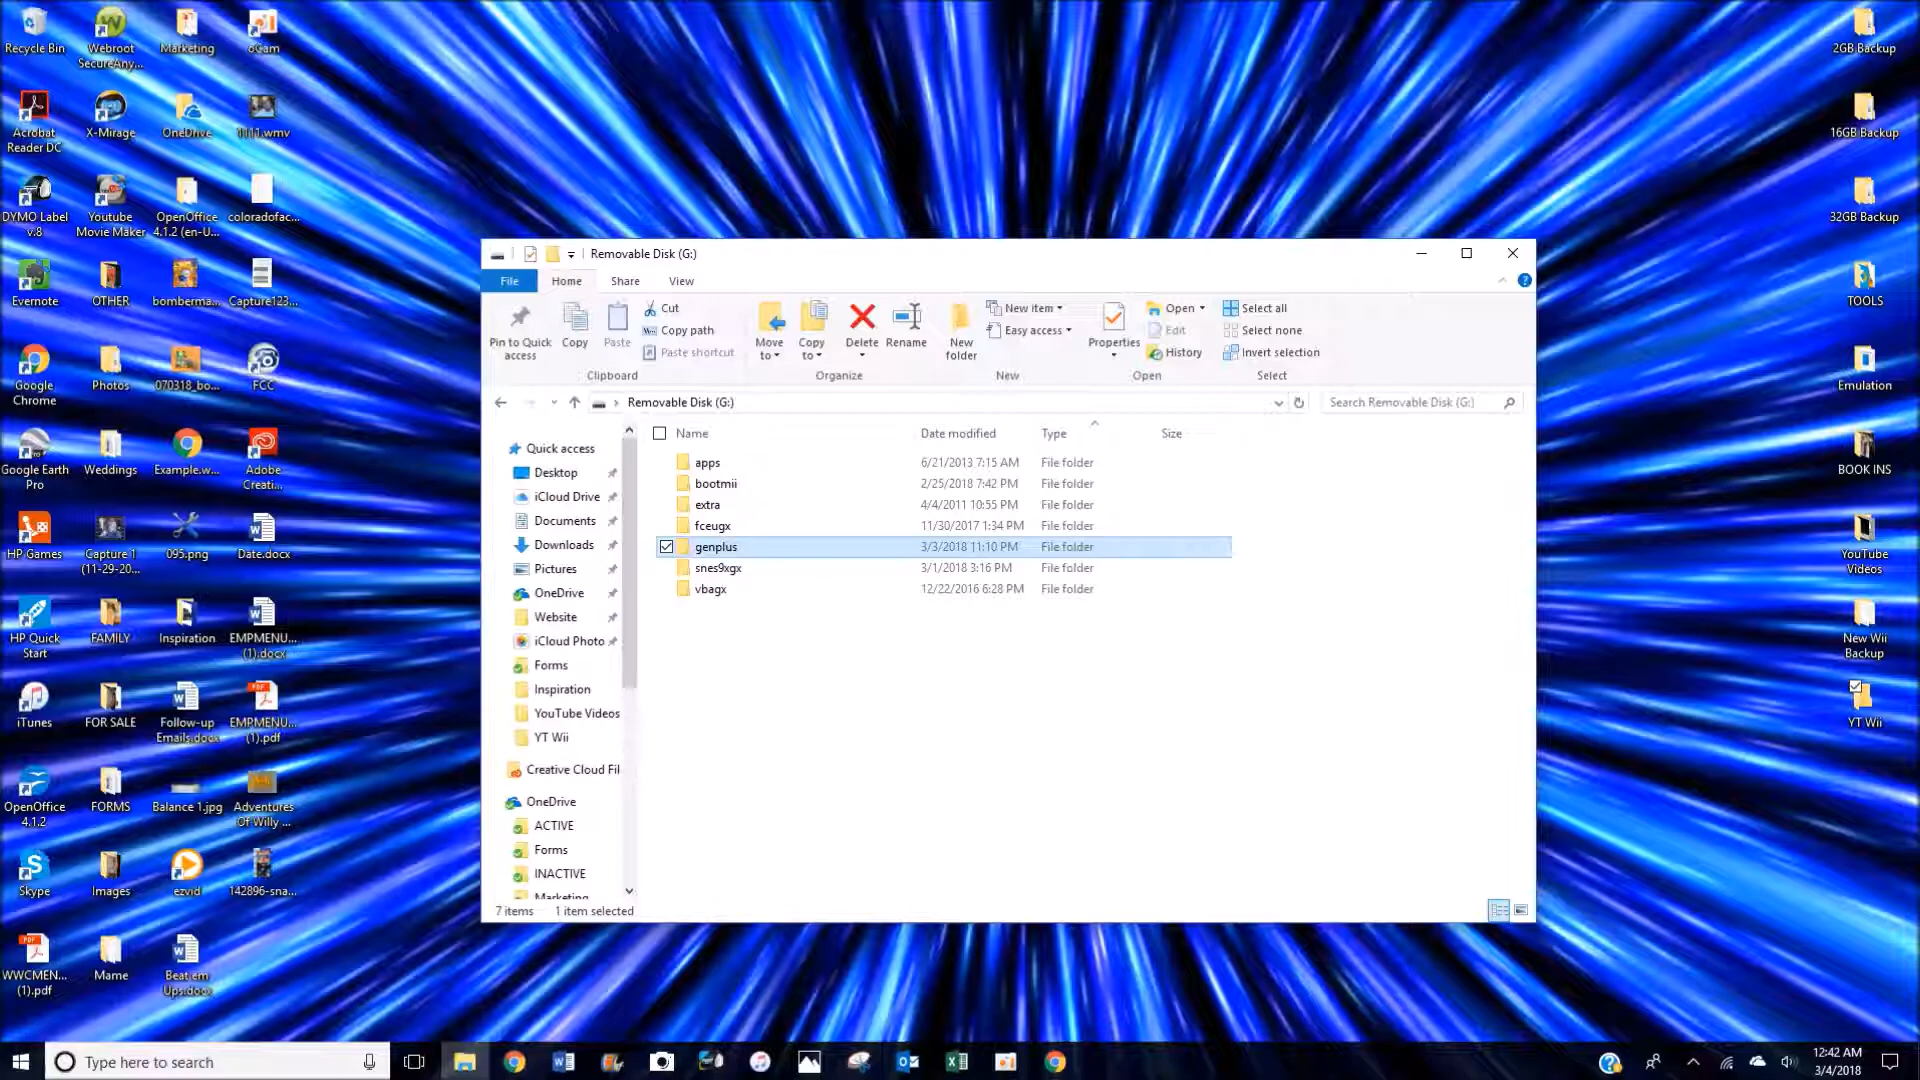 Recycle Bin
Webroot
SecureAny...
Marketing
oCam
Acrobat
Reader DC
X-Mirage
OneDrive
1111.wmv
DYMO Label
v.8
Youtube
Movie Maker
OpenOffice
4.1.2 (en-U...
coloradofac...
Evernote
OTHER
bomberma...
Capture123...
Google
Chrome
Photos
070318_bo...
FCC
Google Earth
Pro
Weddings
Example.w...
Adobe
Creati...
HP Games
Capture 1
(11-29-20...
095.png
Date.docx
HP Quick
Start
FAMILY
Inspiration
EMPMENU...
(1).docx
iTunes
FOR SALE
Follow-up
Emails.docx
EMPMENU...
(1).pdf
OpenOffice
4.1.2
FORMS
Balance 1.jpg
Adventures
Of Willy ...
Skype
Images
ezvid
142896-sna...
WWCMEN...
(1).pdf
Mame
Beat em
Ups.docx
Removable Disk (G:)
File
Home
Share
View
Pin to Quick
access
Copy
Paste
Cut
Copy path
Paste shortcut
Clipboard
Move
to
Copy
to
Delete
Rename
Organize
New
folder
New item
Easy access
New
Properties
Open
Edit
History
Open
Select all
Select none
Invert selection
Select
Removable Disk (G:)
Search Removable Disk (G:)
Quick access
Desktop
iCloud Drive
Documents
Downloads
Pictures
OneDrive
Website
iCloud Photo
Forms
Inspiration
YouTube Videos
YT Wii
Creative Cloud Fil
OneDrive
ACTIVE
Forms
INACTIVE
Marketing
Name Date modified Type Size
apps 6/21/2013 7:15 AM File folder
bootmii 2/25/2018 7:42 PM File folder
extra 4/4/2011 10:55 PM File folder
fceugx 11/30/2017 1:34 PM File folder
genplus 3/3/2018 11:10 PM File folder
snes9xgx 3/1/2018 3:16 PM File folder
vbagx 12/22/2016 6:28 PM File folder
7 items 1 item selected
2GB Backup
16GB Backup
32GB Backup
TOOLS
Emulation
BOOK INS
YouTube
Videos
New Wii
Backup
YT Wii
Type here to search
12:42 AM
3/4/2018